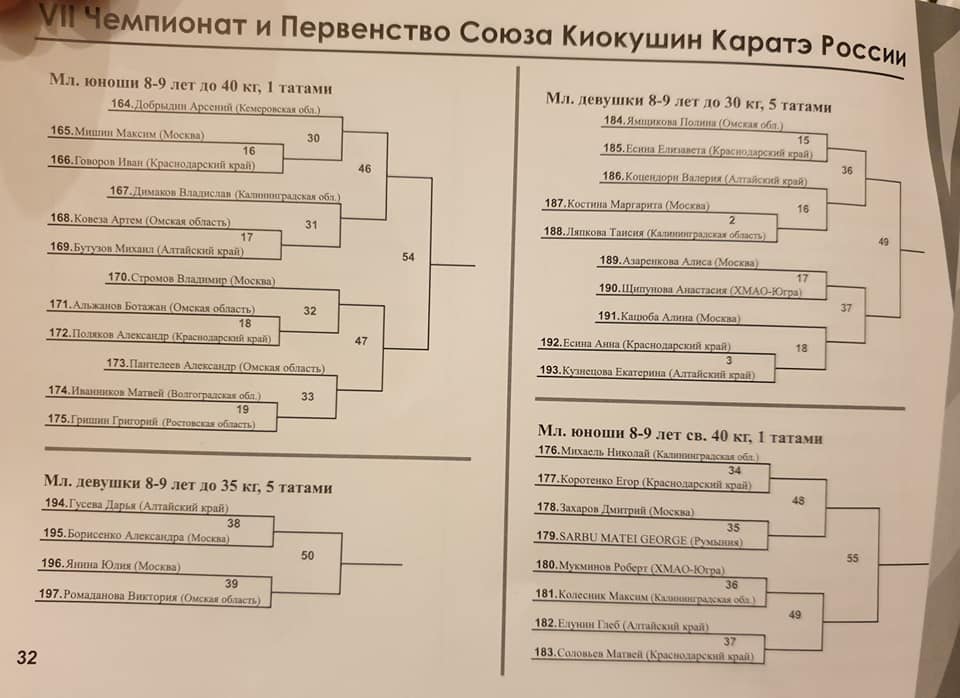 VII Чемпионат и Первенство Союза Киокушин Каратэ России
Мл. юноши 8-9 лет до 40 кг, 1 татами
164.Добрыдин Арсений (Кемеровская обл.)
30
165.Мишин Максим (Москва)
16
166.Говоров Иван (Краснодарский край)
46
167.Димаков Владислав (Калининградская обл.)
168.Ковеза Артем (Омская область)
31
17
169.Бутузов Михаил (Алтайский край)
54
170.Стромов Владимир (Москва)
171.Альжанов Ботажан (Омская область)
32
18
172.Поляков Александр (Краснодарский край)
47
173.Пантелеев Александр (Омская область)
174.Иванников Матвей (Волгоградская обл.)
33
19
175.Гришин Григорий (Ростовская область)
Мл. девушки 8-9 лет до 35 кг, 5 татами
194.Гусева Дарья (Алтайский край)
38
195.Борисенко Александра (Москва)
50
196.Янина Юлия (Москва)
39
197.Ромаданова Виктория (Омская область)
32
Мл. девушки 8-9 лет до 30 кг, 5 татами
184.Ямщикова Полина (Омская обл.)
15
185.Есина Елизавета (Краснодарский край)
36
186.Коцендорн Валерия (Алтайский край)
187.Костина Маргарита (Москва)
16
2
188.Ляпкова Таисия (Калининградская область)
49
189.Азаренкова Алиса (Москва)
17
190.Щипунова Анастасия (ХМАО-Югра)
37
191.Кацюба Алина (Москва)
192.Есина Анна (Краснодарский край)
18
3
193.Кузнецова Екатерина (Алтайский край)
Мл. юноши 8-9 лет св. 40 кг, 1 татами
176.Михаель Николай (Калининградская обл.)
34
177.Коротенко Егор (Краснодарский край)
48
178.Захаров Дмитрий (Москва)
35
179.SARBU MATEI GEORGE (Румыния)
55
180.Мукминов Роберт (ХМАО-Югра)
36
181.Колесник Максим (Калининградская обл.)
49
182.Елунин Глеб (Алтайский край)
37
183.Соловьев Матвей (Краснодарский край)